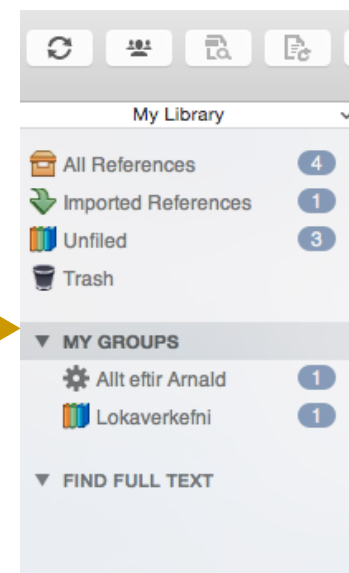 My Library
All References 4
Imported References 1
Unfiled 3
Trash
MY GROUPS
Allt eftir Arnald 1
Lokaverkefni 1
FIND FULL TEXT